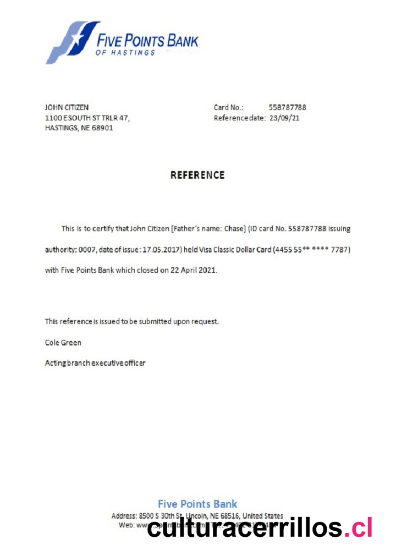 FIVE POINTS BANK
OF HASTINGS
JOHN CITIZEN
1100 E SOUTH ST TRLR 47,
HASTINGS, NE 68901
Card No.: 558787788
Reference date: 23/09/21
REFERENCE
This is to certify that John Citizen [Father's name: Chase] (ID card No. 558787788 issuing
authority: 0007, date of issue: 17.05.2017) held Visa Classic Dollar Card (4455 55** **** 7787)
with Five Points Bank which closed on 22 April 2021.
This reference is issued to be submitted upon request.
Cole Green
Acting branch executive officer
Five Points Bank
Address: 8500 S 30th St, Lincoln, NE 68516, United States
Web:
culturacerrillos.cl